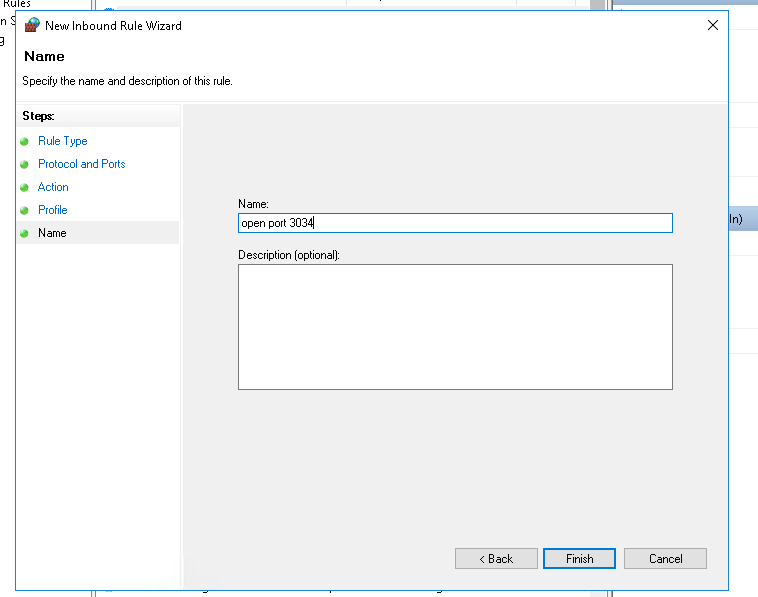 Rules
New Inbound Rule Wizard
Name
Specify the name and description of this rule.
Steps:
Rule Type
Protocol and Ports
Action
Profile
Name
Name:
open port 3034
Description (optional):
In)
< Back
Finish
Cancel